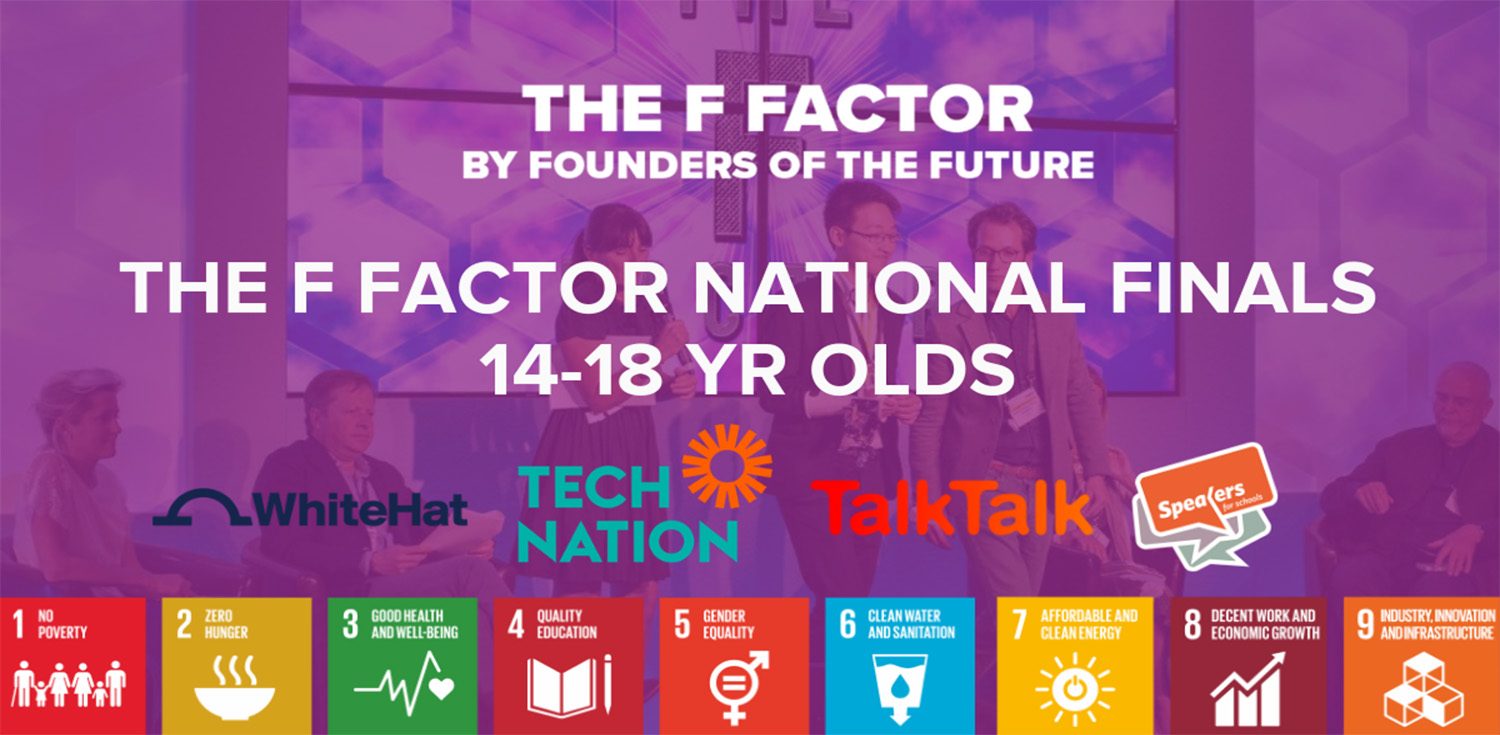 THE F FACTOR
BY FOUNDERS OF THE FUTURE
THE F FACTOR NATIONAL FINALS
14-18 YR OLDS
WhiteHat
TECH
NATION
TalkTalk
Speakers
for schools
1 NO
POVERTY
2 ZERO
HUNGER
3 GOOD HEALTH
AND WELL-BEING
4 QUALITY
EDUCATION
5 GENDER
EQUALITY
6 CLEAN WATER
AND SANITATION
7 AFFORDABLE AND
CLEAN ENERGY
8 DECENT WORK AND
ECONOMIC GROWTH
9 INDUSTRY, INNOVATION
AND INFRASTRUCTURE